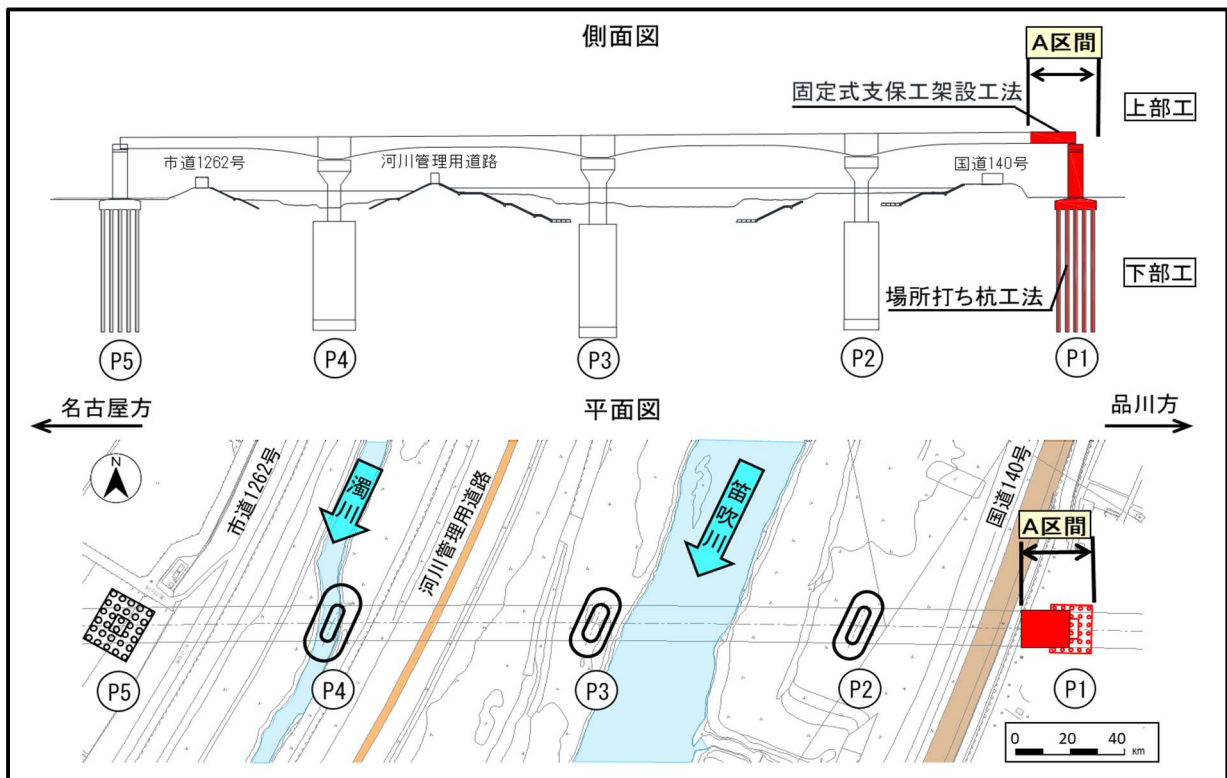 側面図
A区間
固定式支保工架設工法
上部工
市道1262号
河川管理用道路
国道140号
下部工
場所打ち杭工法
P5
P4
P3
P2
P1
名古屋方
平面図
品川方
N
市道1262号
濁川
河川管理用道路
笛吹川
国道140号
A区間
P5
P4
P3
P2
P1
0 20 40 km